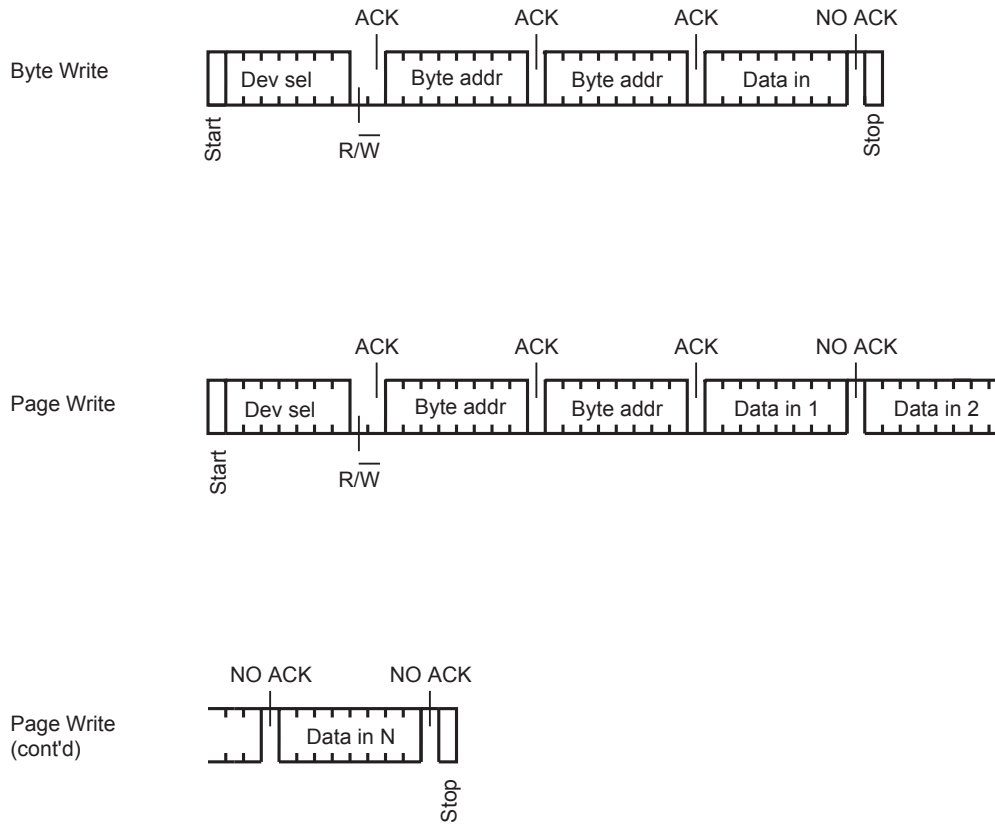 ACK ACK ACK NO ACK
Byte Write
Dev sel Byte addr Byte addr Data in
Start R/W̅ Stop
ACK ACK ACK NO ACK
Page Write
Dev sel Byte addr Byte addr Data in 1 Data in 2
Start R/W̅
NO ACK NO ACK
Page Write
(cont'd)
Data in N
Stop